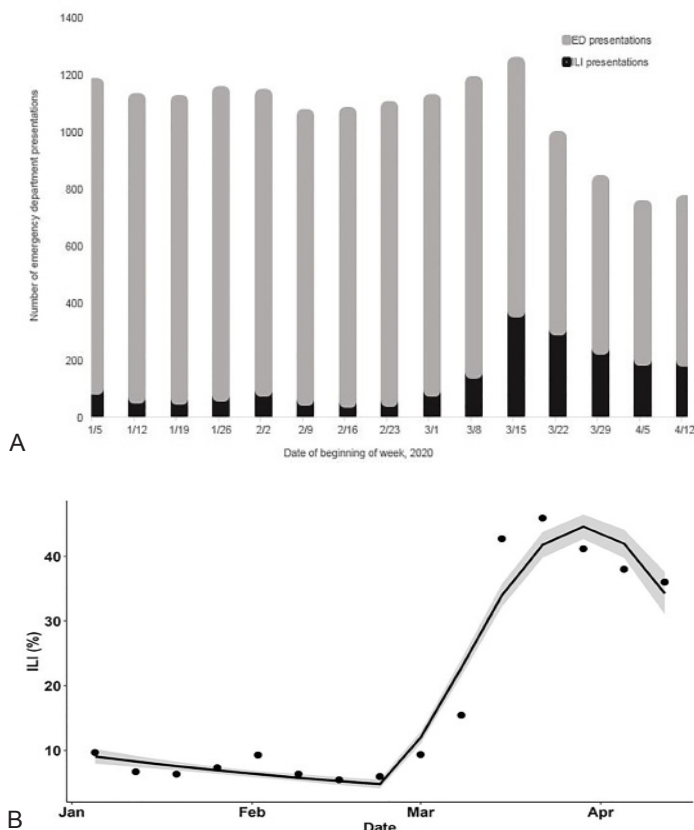 1400
1200
1000
800
600
400
200
0
Number of emergency department presentations
ED presentations
ILI presentations
1/5 1/12 1/19 1/26 2/2 2/9 2/16 2/23 3/1 3/8 3/15 3/22 3/29 4/5 4/12
Date of beginning of week, 2020
A
40
30
20
10
ILI (%)
Jan Feb Mar Apr
Date
B